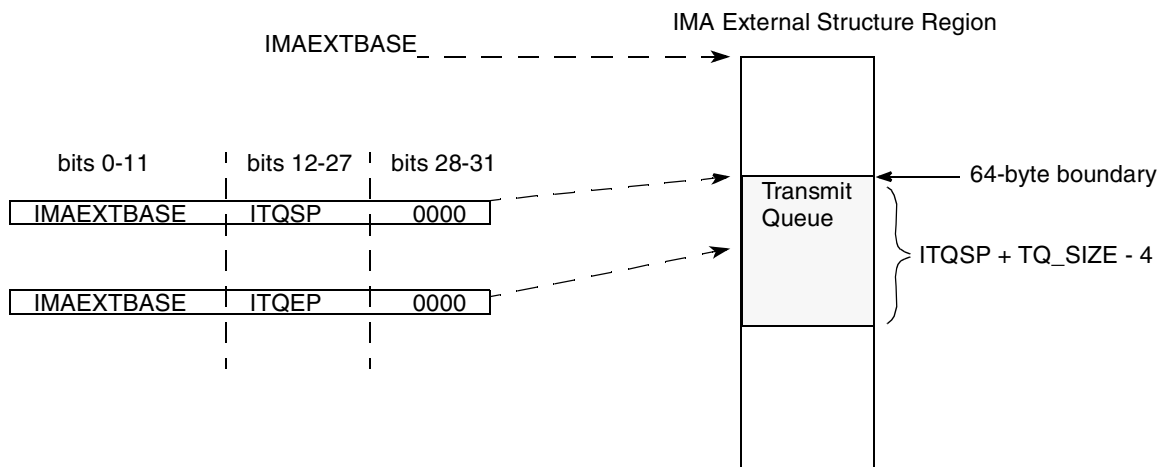 IMA External Structure Region
IMAEXTBASE
bits 0-11 bits 12-27 bits 28-31
64-byte boundary
IMAEXTBASE ITQSP 0000
Transmit
Queue
ITQSP + TQ_SIZE - 4
IMAEXTBASE ITQEP 0000